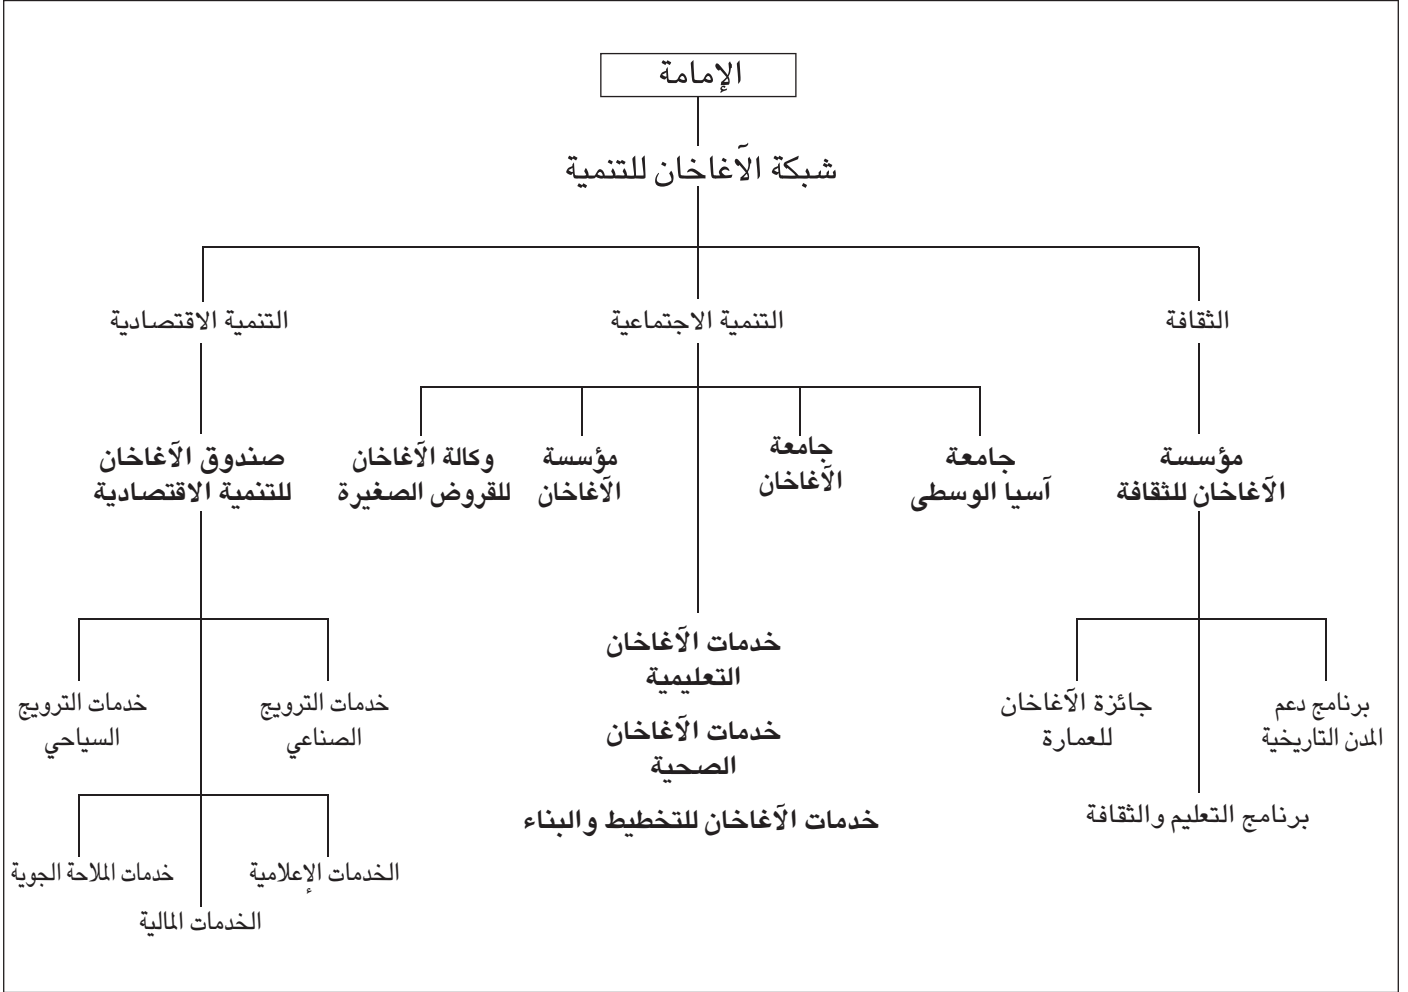 الإمامة
شبكة الآغاخان للتنمية
الثقافة
التنمية الاجتماعية
التنمية الاقتصادية
مؤسسة
الآغاخان للثقافة
جامعة
آسيا الوسطى
جامعة
الآغاخان
مؤسسة
الآغاخان
وكالة الآغاخان
للقروض الصغيرة
صندوق الآغاخان
للتنمية الاقتصادية
برنامج دعم
المدن التاريخية
جائزة الآغاخان
للعمارة
برنامج التعليم والثقافة
خدمات الآغاخان
التعليمية
خدمات الآغاخان
الصحية
خدمات الآغاخان للتخطيط والبناء
خدمات الترويج
الصناعي
خدمات الترويج
السياحي
الخدمات الإعلامية
خدمات الملاحة الجوية
الخدمات المالية